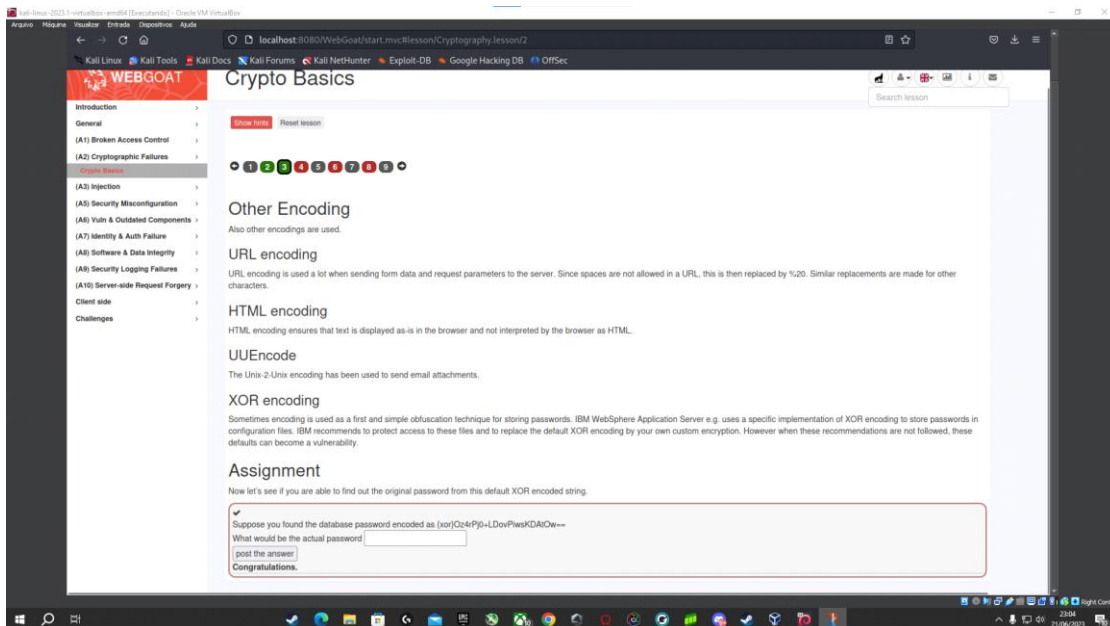 kali-linux-2023.1-virtualbox-amd64 [Executando] - Oracle VM VirtualBox
Arquivo Máquina Visualizar Entrada Dispositivos Ajuda
localhost:8080/WebGoat/start.mvc#lesson/Cryptography.lesson/2
Kali Linux Kali Tools Kali Docs Kali Forums Kali NetHunter Exploit-DB Google Hacking DB OffSec
WEBGOAT
Crypto Basics
Search lesson
Introduction
General
(A1) Broken Access Control
(A2) Cryptographic Failures
Crypto Basics
(A3) Injection
(A5) Security Misconfiguration
(A6) Vuln & Outdated Components
(A7) Identity & Auth Failure
(A8) Software & Data Integrity
(A9) Security Logging Failures
(A10) Server-side Request Forgery
Client side
Challenges
Show hints Reset lesson
1 2 3 4 5 6 7 8 9
Other Encoding
Also other encodings are used.
URL encoding
URL encoding is used a lot when sending form data and request parameters to the server. Since spaces are not allowed in a URL, this is then replaced by %20. Similar replacements are made for other
characters.
HTML encoding
HTML encoding ensures that text is displayed as-is in the browser and not interpreted by the browser as HTML.
UUEncode
The Unix-2-Unix encoding has been used to send email attachments.
XOR encoding
Sometimes encoding is used as a first and simple obfuscation technique for storing passwords. IBM WebSphere Application Server e.g. uses a specific implementation of XOR encoding to store passwords in
configuration files. IBM recommends to protect access to these files and to replace the default XOR encoding by your own custom encryption. However when these recommendations are not followed, these
defaults can become a vulnerability.
Assignment
Now let's see if you are able to find out the original password from this default XOR encoded string.
Suppose you found the database password encoded as {xor}Oz4rPj0+LDovPiwsKDAtOw==
What would be the actual password
post the answer
Congratulations.
Right Cont
23:04
21/06/2023